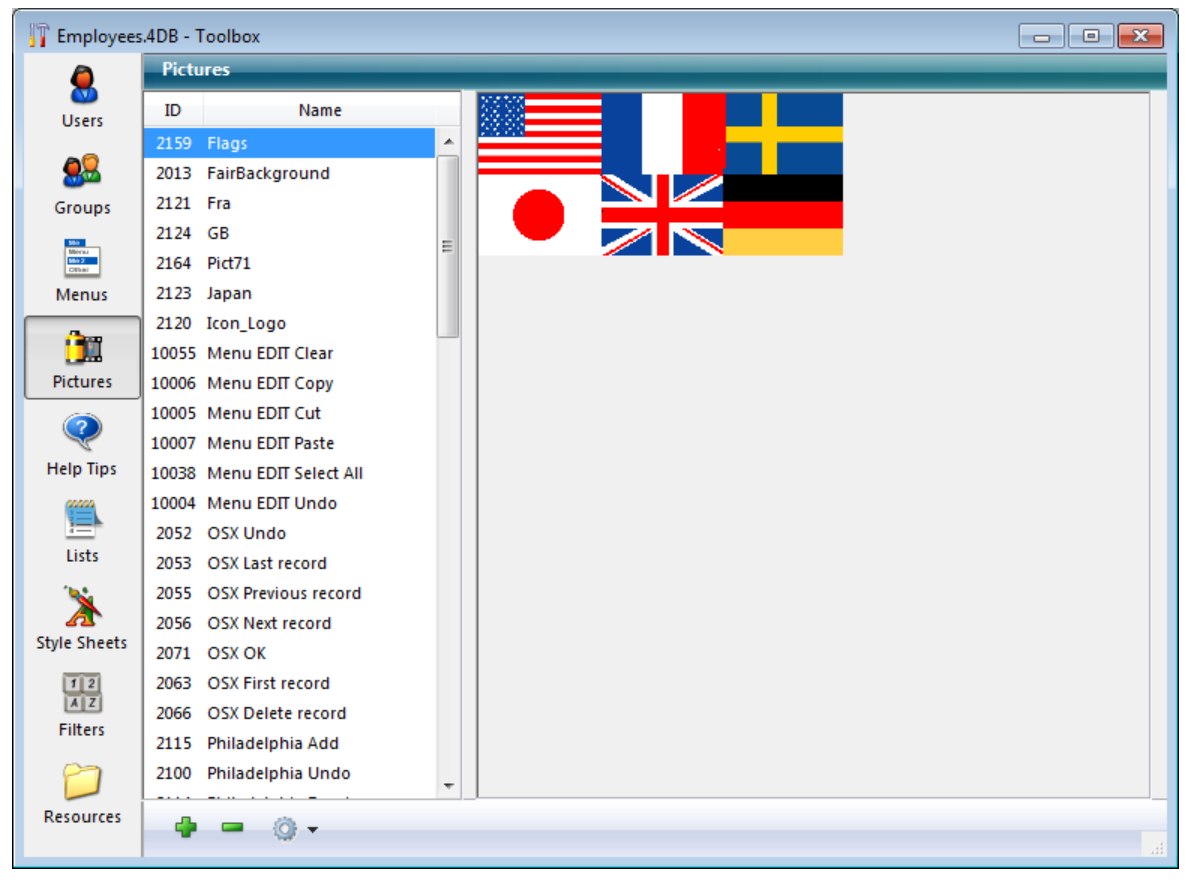 Employees.4DB - Toolbox
Users
Groups
Menus
Pictures
Help Tips
Lists
Style Sheets
Filters
Resources
Pictures
ID Name
2159 Flags
2013 FairBackground
2121 Fra
2124 GB
2164 Pict71
2123 Japan
2120 Icon_Logo
10055 Menu EDIT Clear
10006 Menu EDIT Copy
10005 Menu EDIT Cut
10007 Menu EDIT Paste
10038 Menu EDIT Select All
10004 Menu EDIT Undo
2052 OSX Undo
2053 OSX Last record
2055 OSX Previous record
2056 OSX Next record
2071 OSX OK
2063 OSX First record
2066 OSX Delete record
2115 Philadelphia Add
2100 Philadelphia Undo